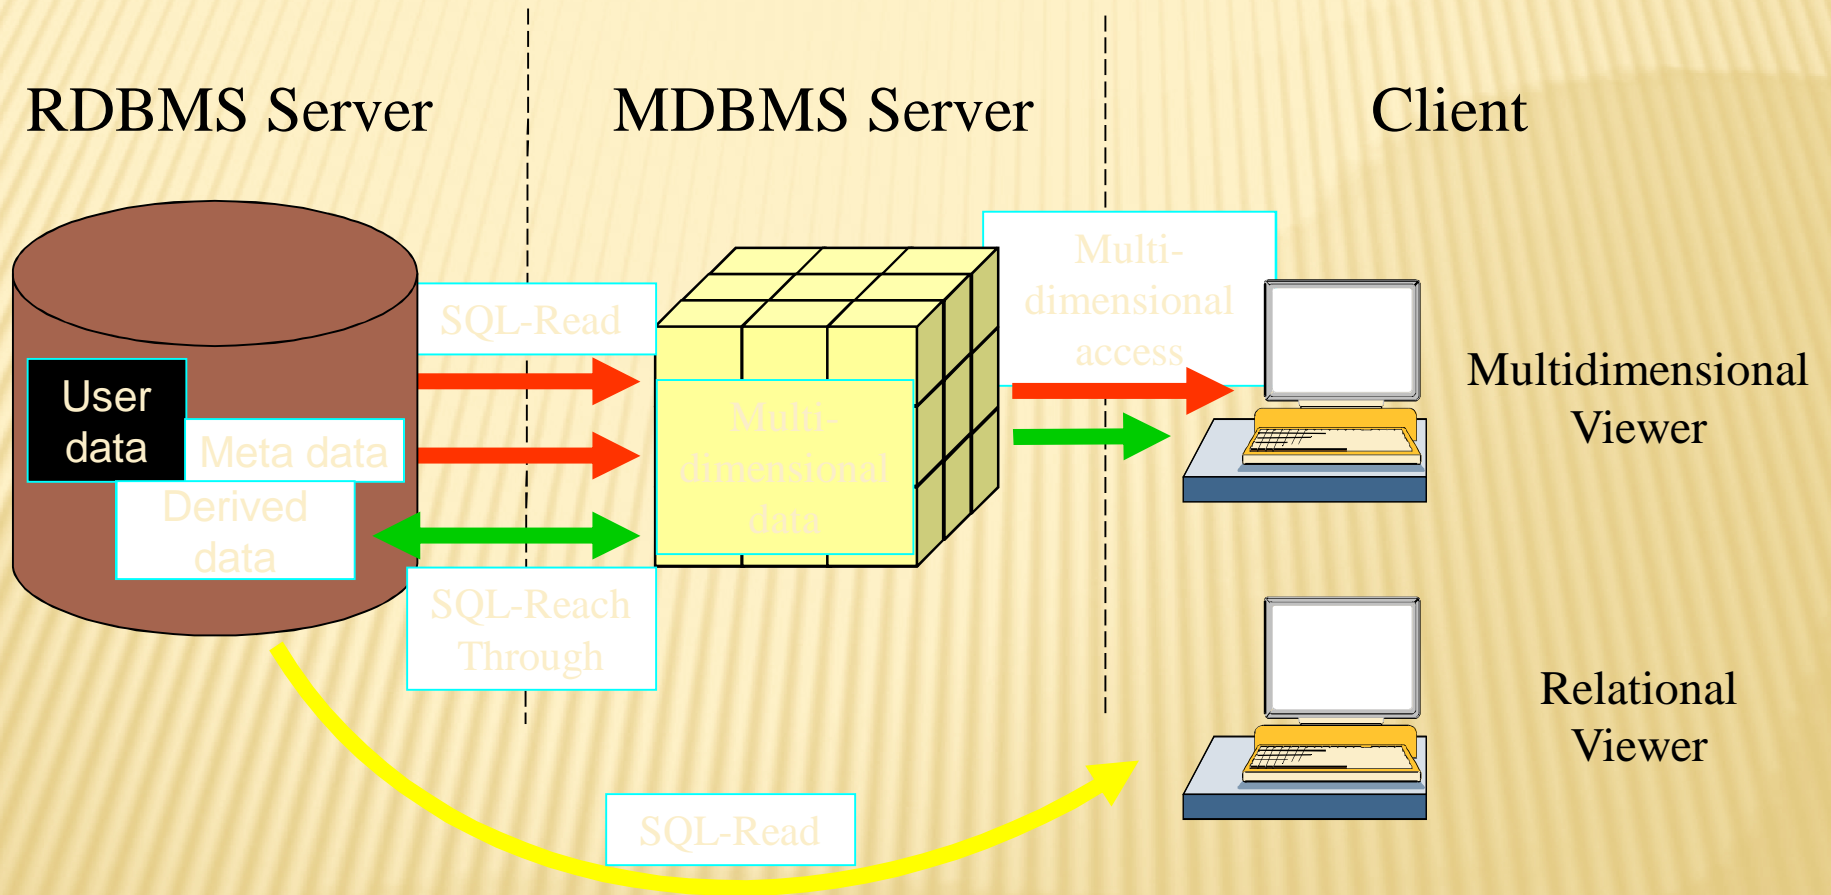 RDBMS Server
MDBMS Server
Client
Multi-
dimensional
access
SQL-Read
User
data
Meta data
Derived
data
Multi-
dimensional
data
Multidimensional
Viewer
SQL-Reach
Through
Relational
Viewer
SQL-Read